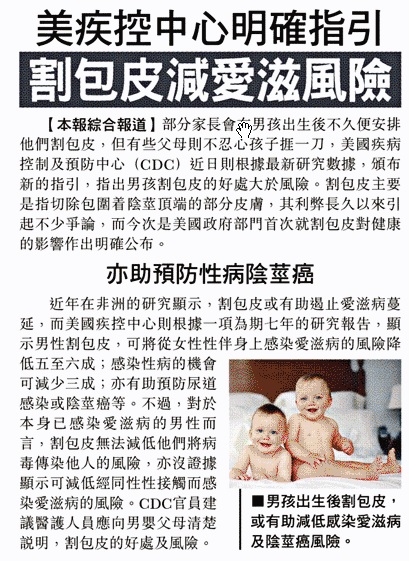 美疾控中心明確指引
割包皮減愛滋風險
【本報綜合報道】部分家長會在男孩出生後不久便安排
他們割包皮，但有些父母則不忍心孩子捱一刀，美國疾病
控制及預防中心（CDC）近日則根據最新研究數據，頒布
新的指引，指出男孩割包皮的好處大於風險。割包皮主要
是指切除包圍着陰莖頂端的部分皮膚，其利弊長久以來引
起不少爭論，而今次是美國政府部門首次就割包皮對健康
的影響作出明確公布。
亦助預防性病陰莖癌
近年在非洲的研究顯示，割包皮或有助遏止愛滋病蔓
延，而美國疾控中心則根據一項為期七年的研究報告，顯
示男性割包皮，可將從女性性伴身上感染愛滋病的風險降
低五至六成；感染性病的機會
可減少三成；亦有助預防尿道
感染或陰莖癌等。不過，對於
本身已感染愛滋病的男性而
言，割包皮無法減低他們將病
毒傳染他人的風險，亦沒證據
顯示可減低經同性性接觸而感
染愛滋病的風險。CDC官員建
議醫護人員應向男嬰父母清楚
説明，割包皮的好處及風險。
■男孩出生後割包皮，
或有助減低感染愛滋病
及陰莖癌風險。